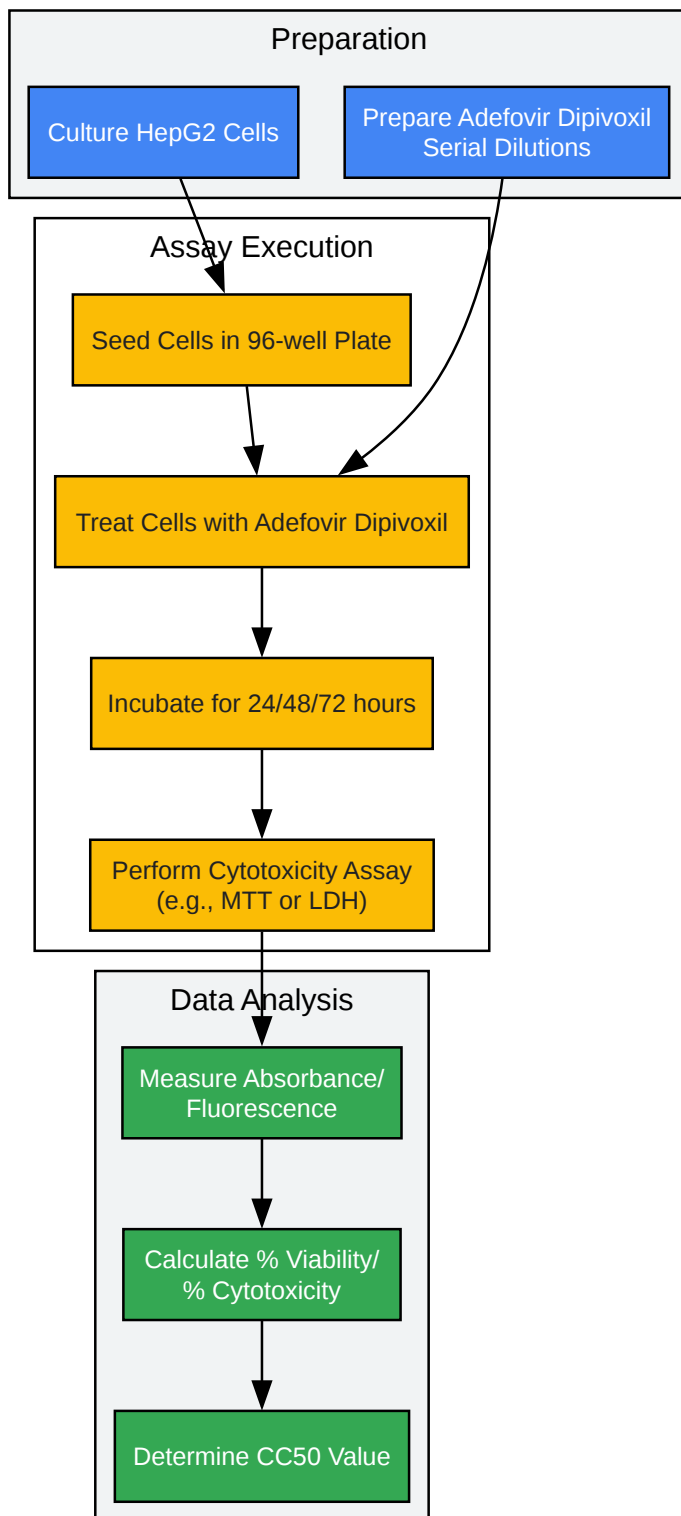 Preparation
Culture HepG2 Cells
Prepare Adefovir Dipivoxil
Serial Dilutions
Assay Execution
Seed Cells in 96-well Plate
Treat Cells with Adefovir Dipivoxil
Incubate for 24/48/72 hours
Perform Cytotoxicity Assay
(e.g., MTT or LDH)
Data Analysis
Measure Absorbance/
Fluorescence
Calculate % Viability/
% Cytotoxicity
Determine CC50 Value